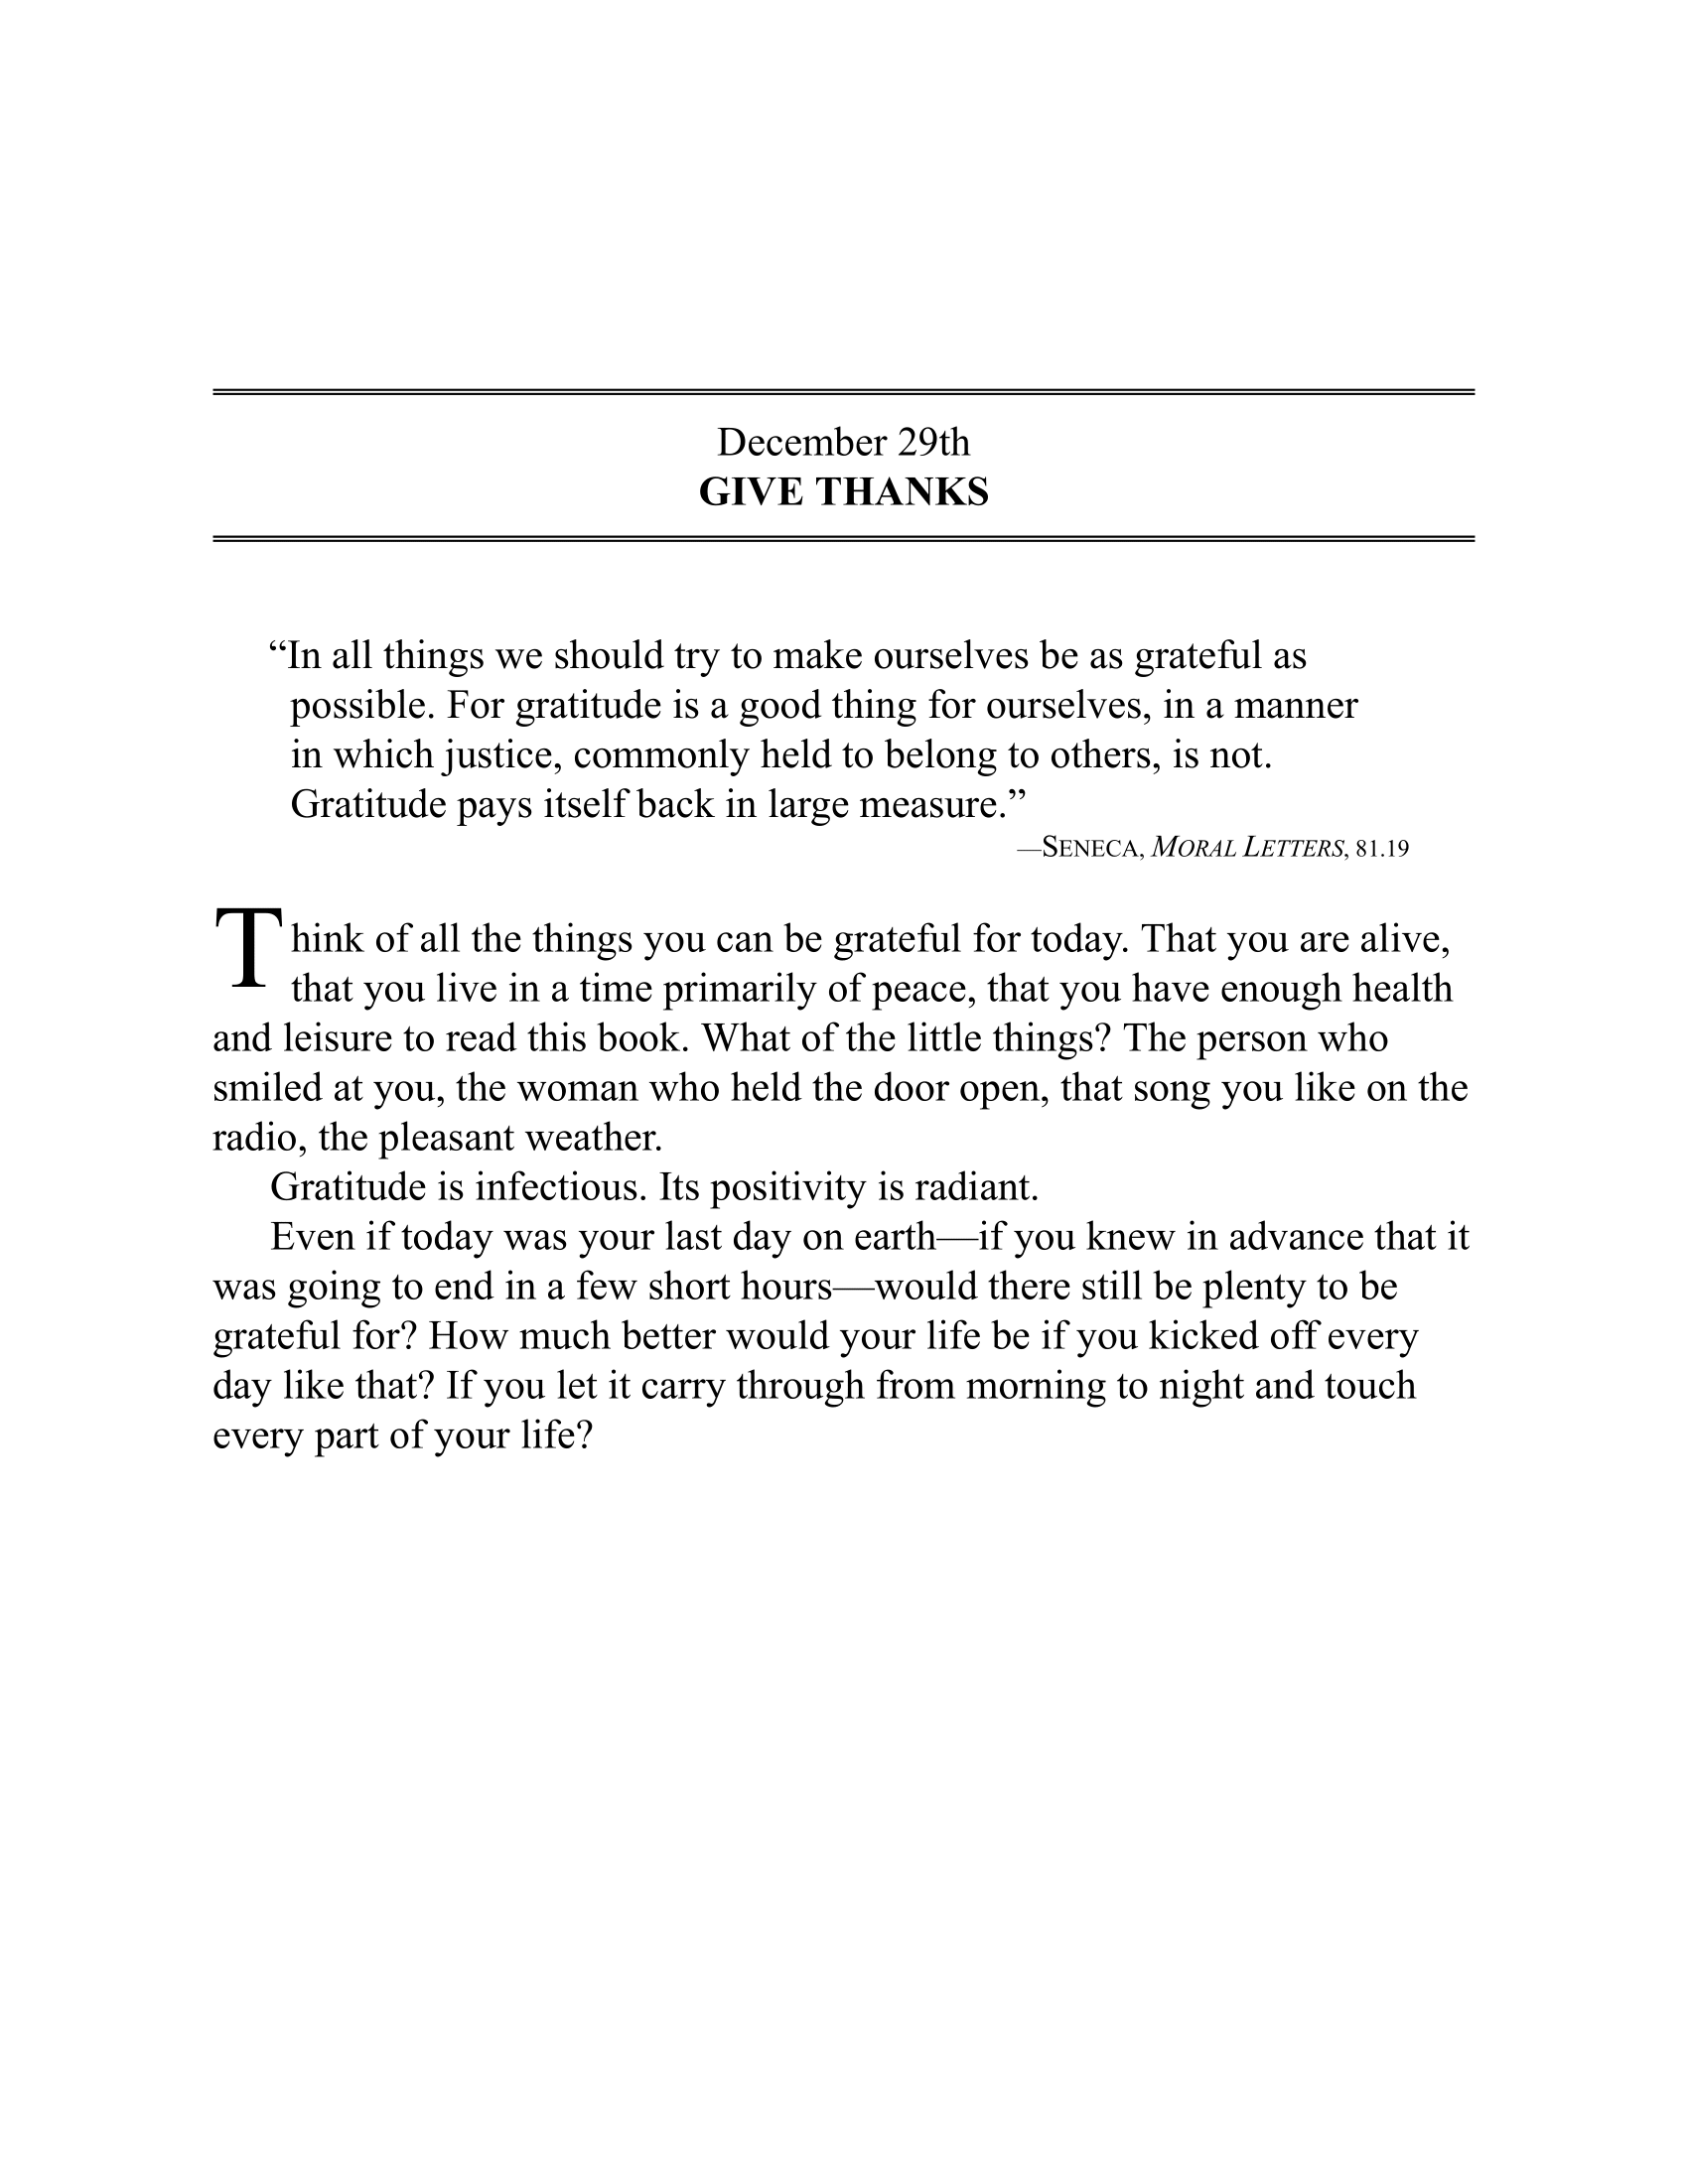 December 29th
GIVE THANKS
“In all things we should try to make ourselves be as grateful as
possible. For gratitude is a good thing for ourselves, in a manner
in which justice, commonly held to belong to others, is not.
Gratitude pays itself back in large measure.”
—SENECA, MORAL LETTERS, 81.19
Think of all the things you can be grateful for today. That you are alive,
that you live in a time primarily of peace, that you have enough health
and leisure to read this book. What of the little things? The person who
smiled at you, the woman who held the door open, that song you like on the
radio, the pleasant weather.
Gratitude is infectious. Its positivity is radiant.
Even if today was your last day on earth—if you knew in advance that it
was going to end in a few short hours—would there still be plenty to be
grateful for? How much better would your life be if you kicked off every
day like that? If you let it carry through from morning to night and touch
every part of your life?